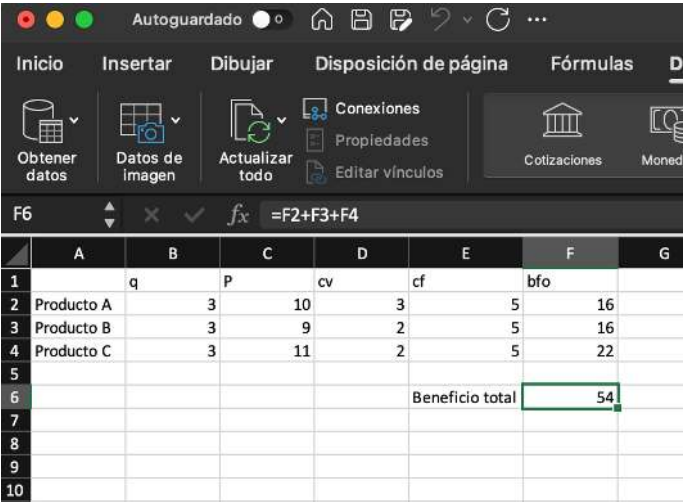 Autoguardado
Inicio Insertar Dibujar Disposición de página Fórmulas D
Obtener datos
Datos de imagen
Actualizar todo
Conexiones
Propiedades
Editar vínculos
Cotizaciones
Moned
F6 fx =F2+F3+F4
A B C D E F G
1 q P cv cf bfo
2 Producto A 3 10 3 5 16
3 Producto B 3 9 2 5 16
4 Producto C 3 11 2 5 22
5
6 Beneficio total 54
7
8
9
10